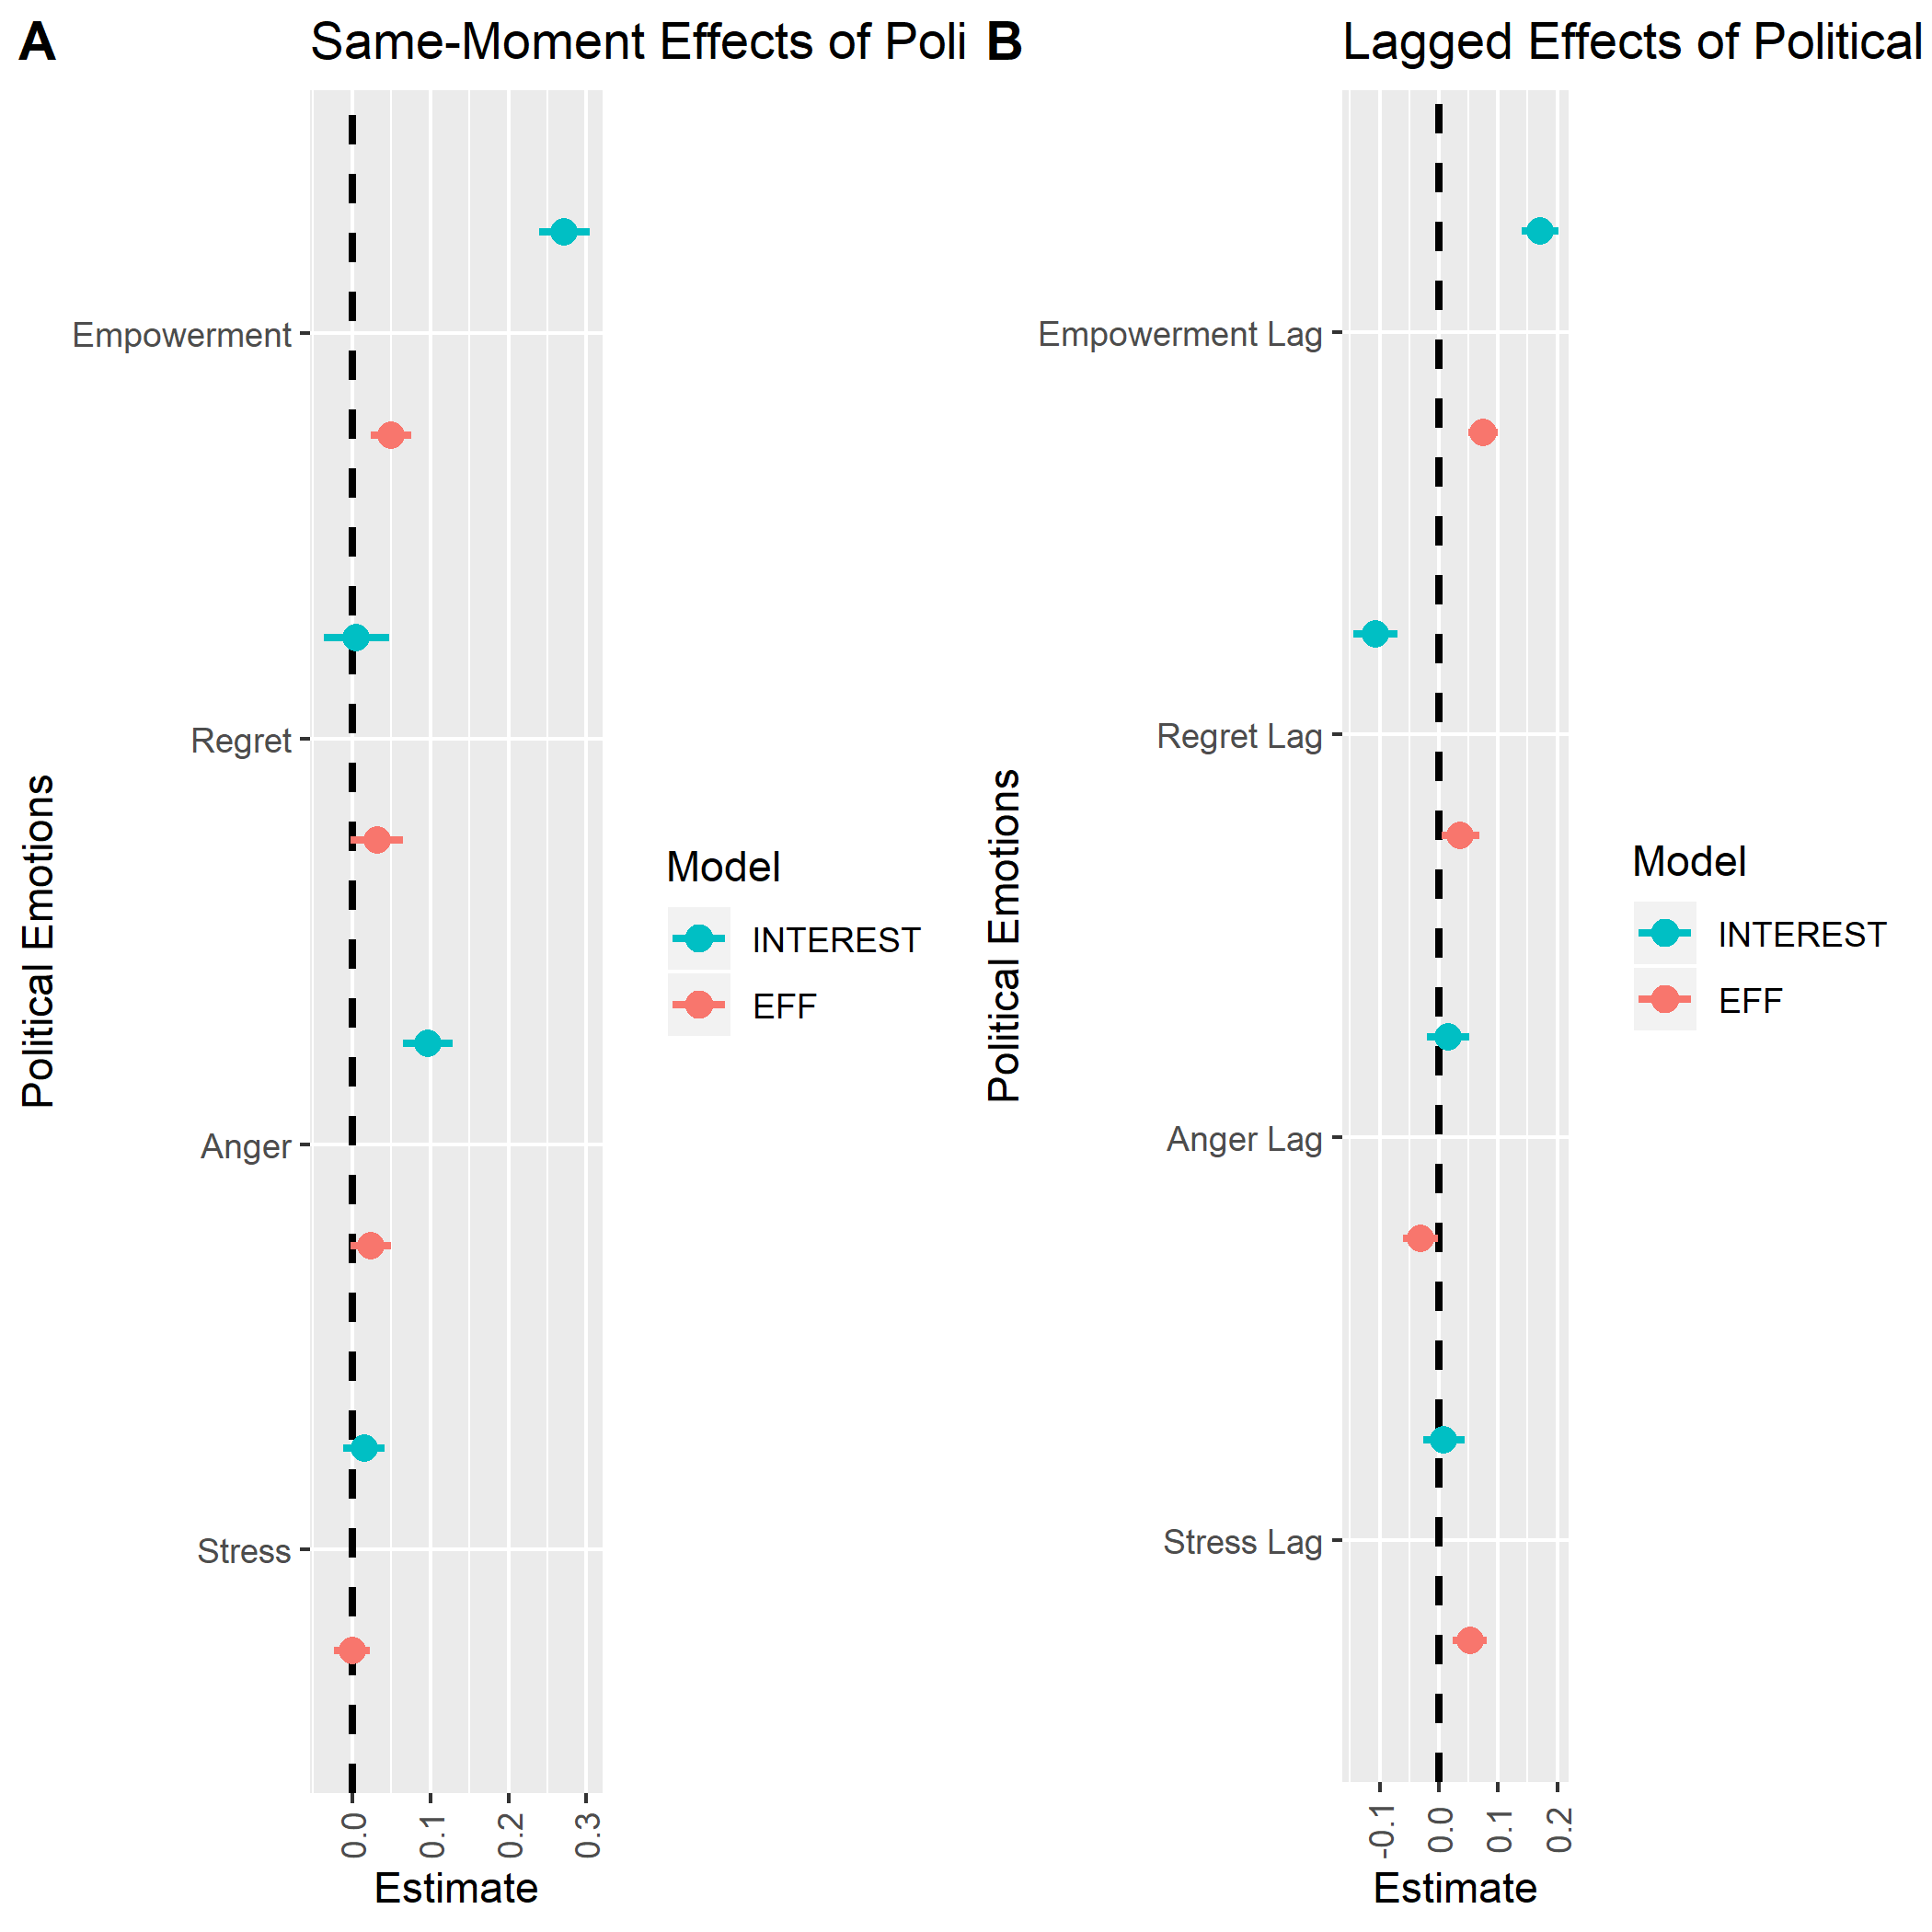 A
Same-Moment Effects of Poli
Political Emotions
Empowerment
Regret
Anger
Stress
0.0
0.1
0.2
0.3
Estimate
Model
INTEREST
EFF
B
Lagged Effects of Political
Political Emotions
Empowerment Lag
Regret Lag
Anger Lag
Stress Lag
-0.1
0.0
0.1
0.2
Estimate
Model
INTEREST
EFF